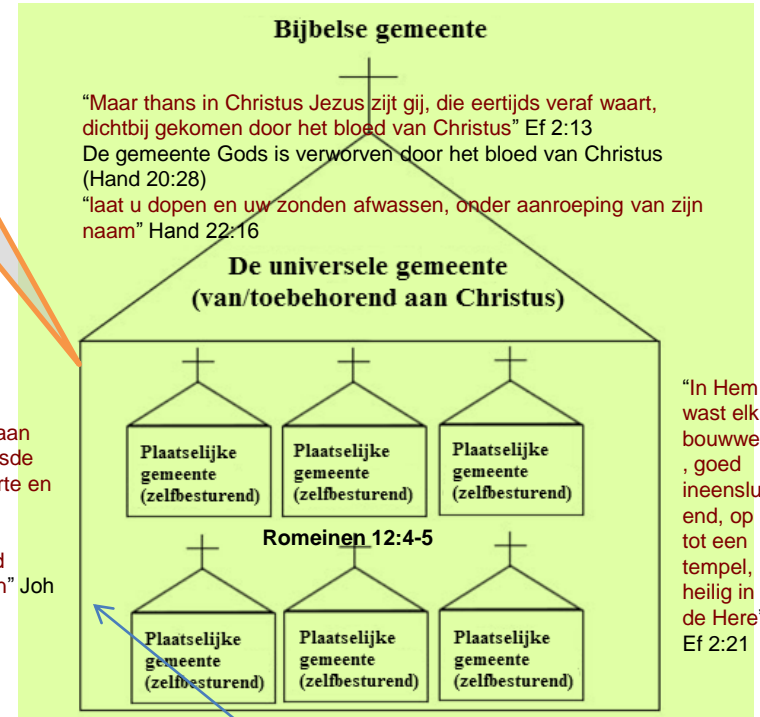 Bijbelse gemeente
“Maar thans in Christus Jezus zijt gij, die eertijds veraf waart,
dichtbij gekomen door het bloed van Christus” Ef 2:13
De gemeente Gods is verworven door het bloed van Christus
(Hand 20:28)
“laat u dopen en uw zonden afwassen, onder aanroeping van zijn
naam” Hand 22:16
De universele gemeente
(van/toebehorend aan Christus)
Plaatselijke
gemeente
(zelfbesturend)
Plaatselijke
gemeente
(zelfbesturend)
Plaatselijke
gemeente
(zelfbesturend)
Romeinen 12:4-5
Plaatselijke
gemeente
(zelfbesturend)
Plaatselijke
gemeente
(zelfbesturend)
Plaatselijke
gemeente
(zelfbesturend)
” Joh
“In Hem
wast elk
bouwwe
, goed
ineenslu
end, op
tot een
tempel,
heilig in
de Here”
Ef 2:21